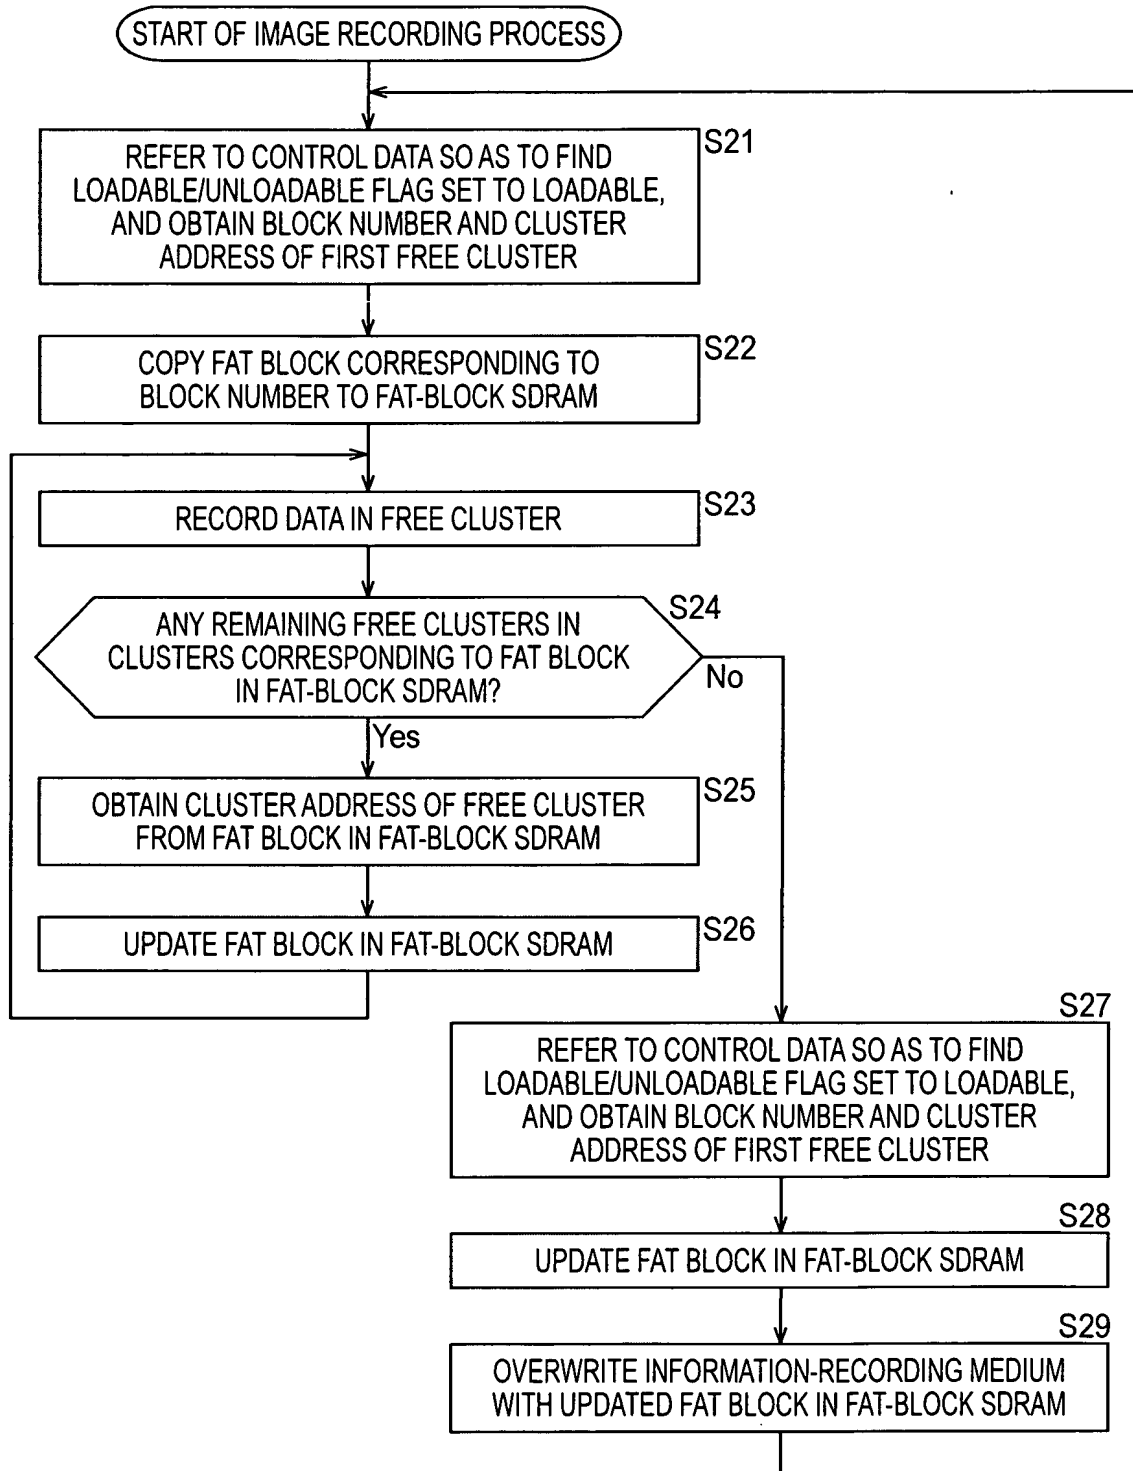 START OF IMAGE RECORDING PROCESS
S21
REFER TO CONTROL DATA SO AS TO FIND
LOADABLE/UNLOADABLE FLAG SET TO LOADABLE,
AND OBTAIN BLOCK NUMBER AND CLUSTER
ADDRESS OF FIRST FREE CLUSTER
S22
COPY FAT BLOCK CORRESPONDING TO
BLOCK NUMBER TO FAT-BLOCK SDRAM
S23
RECORD DATA IN FREE CLUSTER
S24
ANY REMAINING FREE CLUSTERS IN
CLUSTERS CORRESPONDING TO FAT BLOCK
IN FAT-BLOCK SDRAM?
No
Yes
S25
OBTAIN CLUSTER ADDRESS OF FREE CLUSTER
FROM FAT BLOCK IN FAT-BLOCK SDRAM
S26
UPDATE FAT BLOCK IN FAT-BLOCK SDRAM
S27
REFER TO CONTROL DATA SO AS TO FIND
LOADABLE/UNLOADABLE FLAG SET TO LOADABLE,
AND OBTAIN BLOCK NUMBER AND CLUSTER
ADDRESS OF FIRST FREE CLUSTER
S28
UPDATE FAT BLOCK IN FAT-BLOCK SDRAM
S29
OVERWRITE INFORMATION-RECORDING MEDIUM
WITH UPDATED FAT BLOCK IN FAT-BLOCK SDRAM